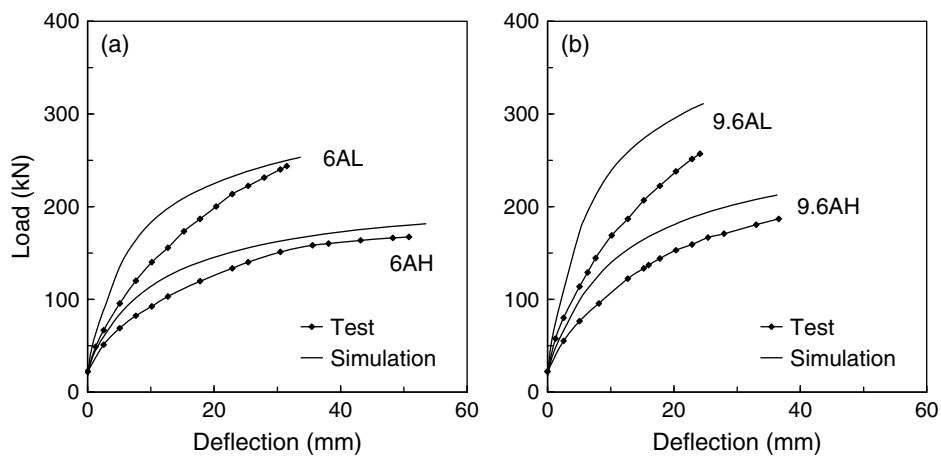 (a)
400
300
200
100
0
Load (kN)
6AL
6AH
Test
Simulation
0 20 40 60
Deflection (mm)
(b)
400
300
200
100
0
9.6AL
9.6AH
Test
Simulation
0 20 40 60
Deflection (mm)